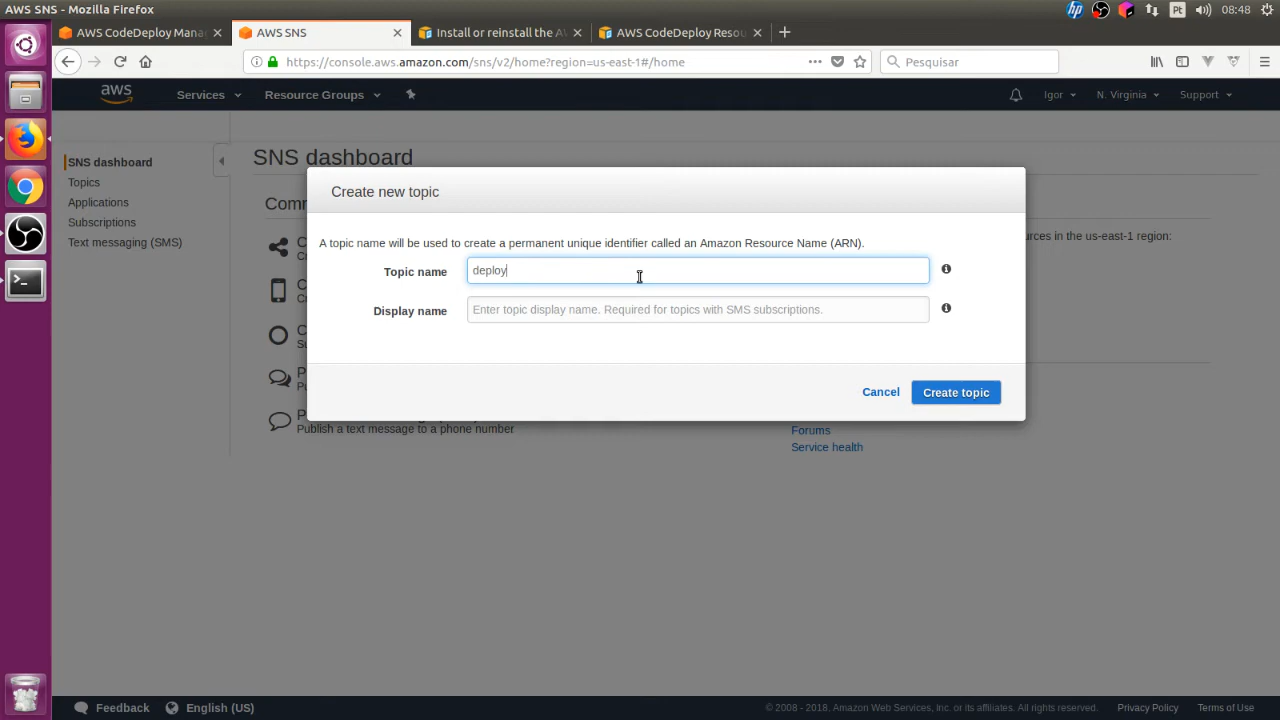 AWS SNS - Mozilla Firefox
Pt
08:48
AWS CodeDeploy Mana
AWS SNS
Install or reinstall the A
AWS CodeDeploy Resou
https://console.aws.amazon.com/sns/v2/home?region=us-east-1#/home
Pesquisar
aws
Services
Resource Groups
Igor
N. Virginia
Support
SNS dashboard
Topics
Applications
Subscriptions
Text messaging (SMS)
SNS dashboard
Comm
urces in the us-east-1 region:
Create new topic
A topic name will be used to create a permanent unique identifier called an Amazon Resource Name (ARN).
Topic name
deploy
Display name
Enter topic display name. Required for topics with SMS subscriptions.
Cancel
Create topic
Publish a text message to a phone number
Forums
Service health
Feedback
English (US)
© 2008 - 2018, Amazon Web Services, Inc. or its affiliates. All rights reserved.
Privacy Policy
Terms of Use